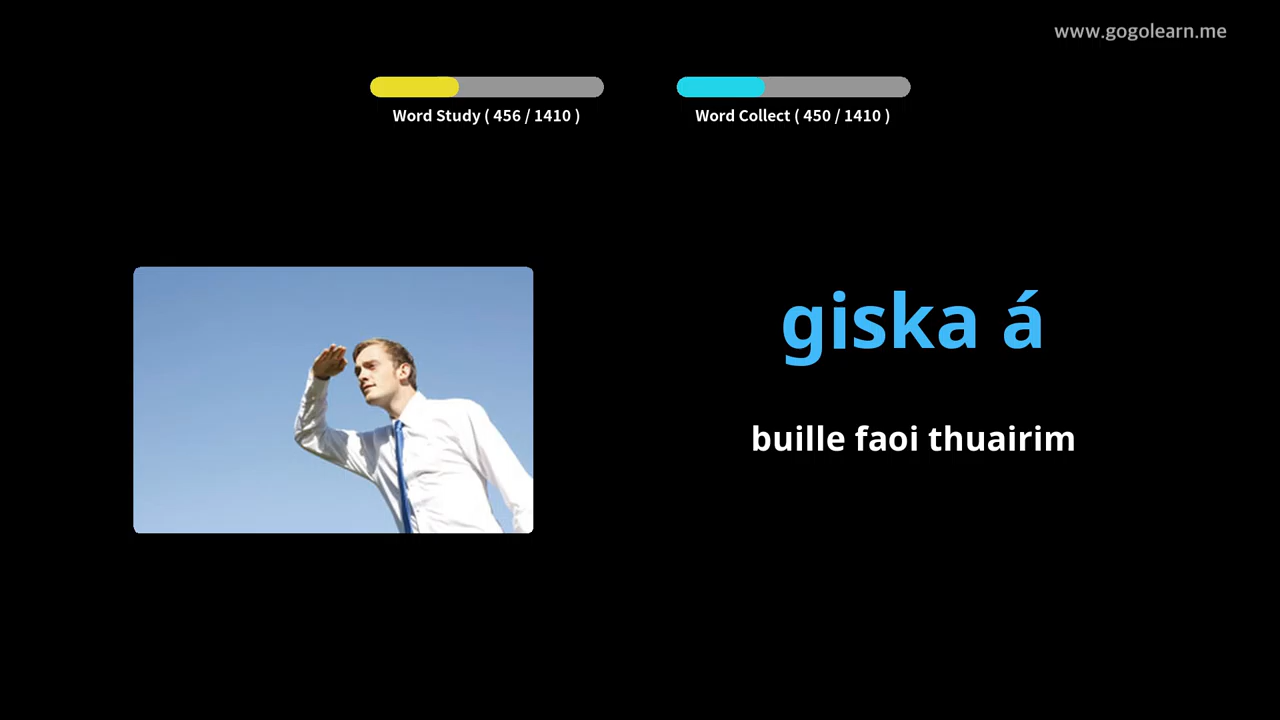 www.gogolearn.me
Word Study ( 456 / 1410 )
Word Collect ( 450 / 1410 )
giska á
buille faoi thuairim